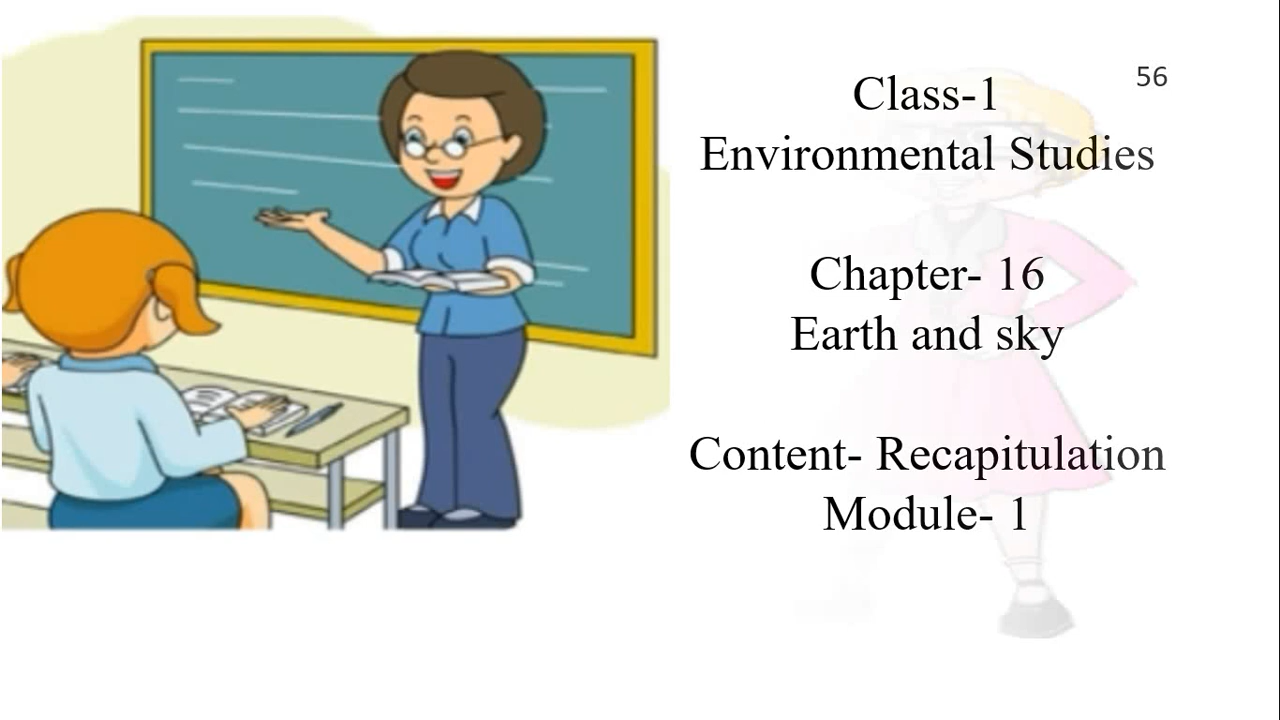 56
Class-1
Environmental Studies
Chapter- 16
Earth and sky
Content- Recapitulation
Module- 1